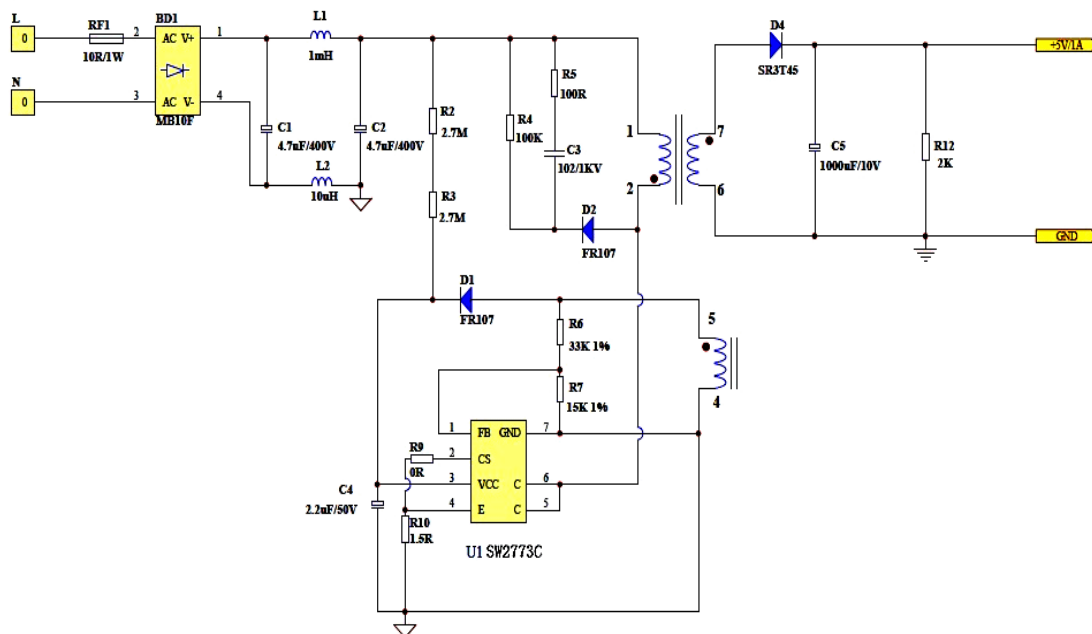 L
0
RF1
10R/1W
N
0
BD1
2 AC V+ 1
3 AC V- 4
MB10F
L1
1mH
C1
4.7uF/400V
C2
4.7uF/400V
L2
10uH
R2
2.7M
R3
2.7M
R4
100K
R5
100R
C3
102/1KV
D2
FR107
1
2
7
6
D4
SR3T45
C5
1000uF/10V
R12
2K
+5V/1A
GND
D1
FR107
R6
33K 1%
R7
15K 1%
5
4
R9
0R
C4
2.2uF/50V
R10
1.5R
1 FB GND 7
2 CS
3 VCC C 6
4 E C 5
U1 SW2773C